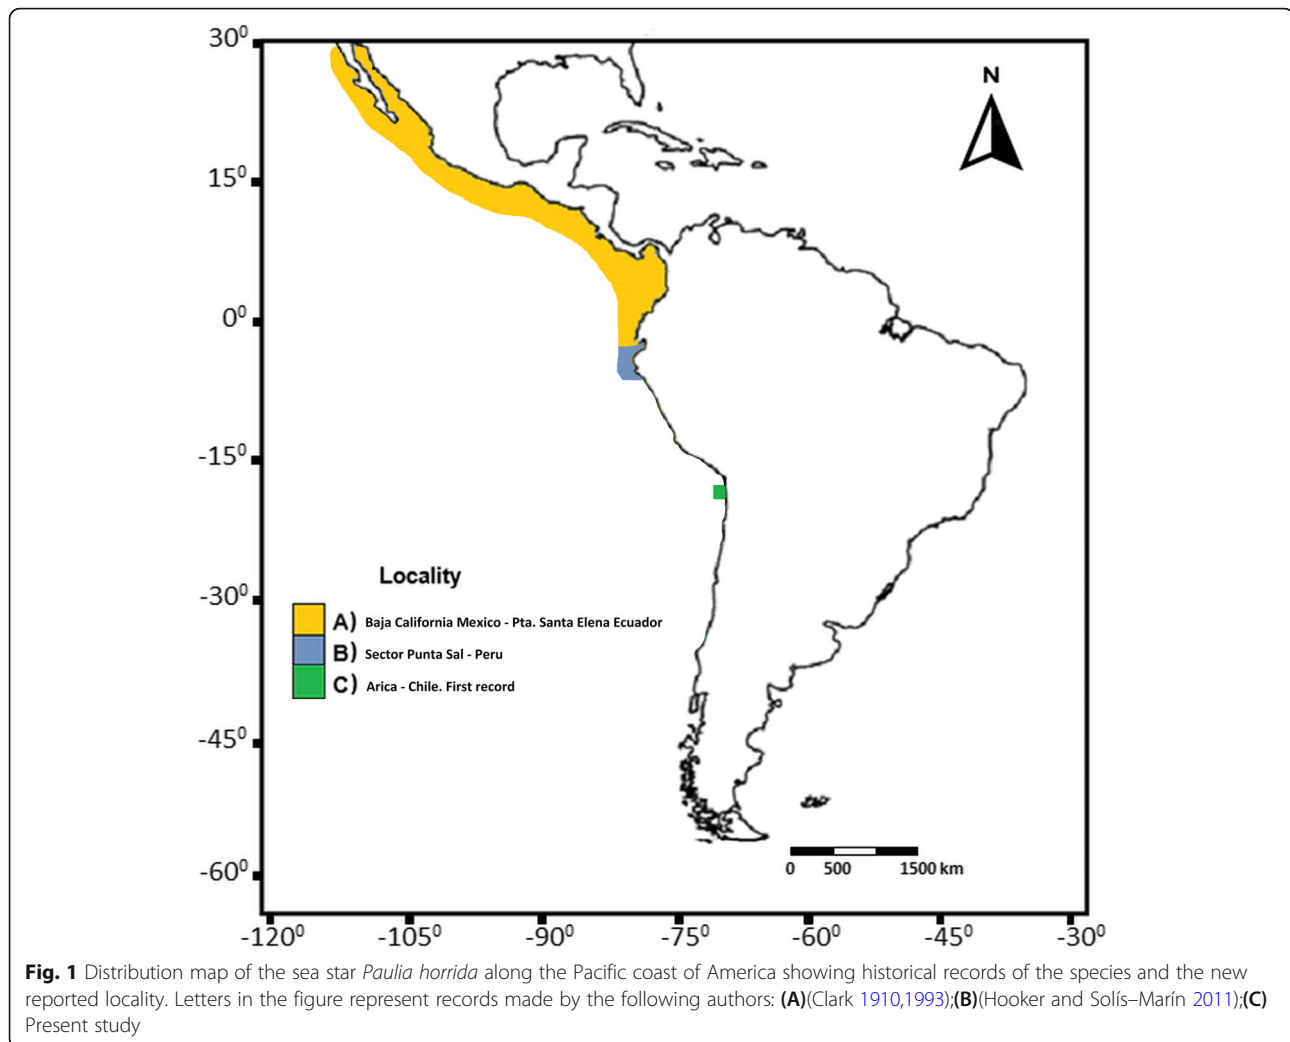 30⁰
15⁰
0⁰
-15⁰
-30⁰
-45⁰
-60⁰
N
Locality
A) Baja California Mexico - Pta. Santa Elena Ecuador
B) Sector Punta Sal - Peru
C) Arica - Chile. First record
0 500 1500 km
-120⁰ -105⁰ -90⁰ -75⁰ -60⁰ -45⁰ -30⁰
Fig. 1 Distribution map of the sea star Paulia horrida along the Pacific coast of America showing historical records of the species and the new
reported locality. Letters in the figure represent records made by the following authors: (A)(Clark 1910,1993);(B)(Hooker and Solís–Marín 2011);(C)
Present study